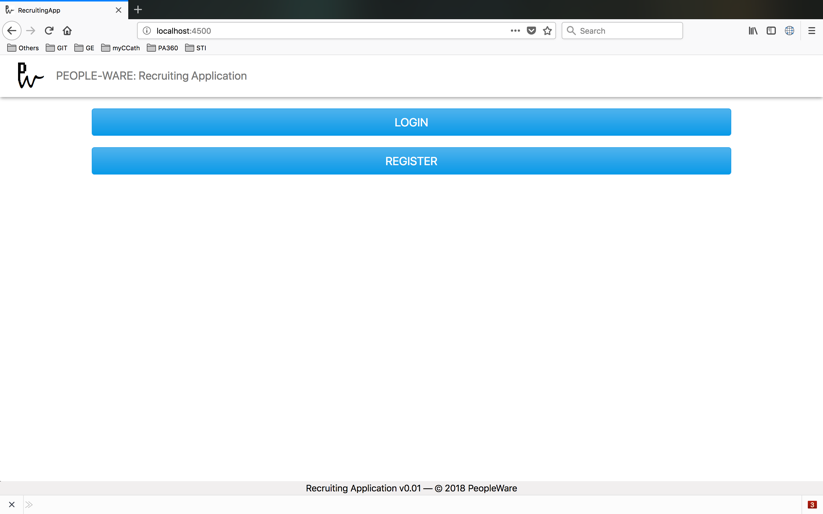 RecruitingApp
localhost:4500
Search
Others GIT GE myCCath PA360 STI
PW PEOPLE-WARE: Recruiting Application
LOGIN
REGISTER
Recruiting Application v0.01 — © 2018 PeopleWare
3